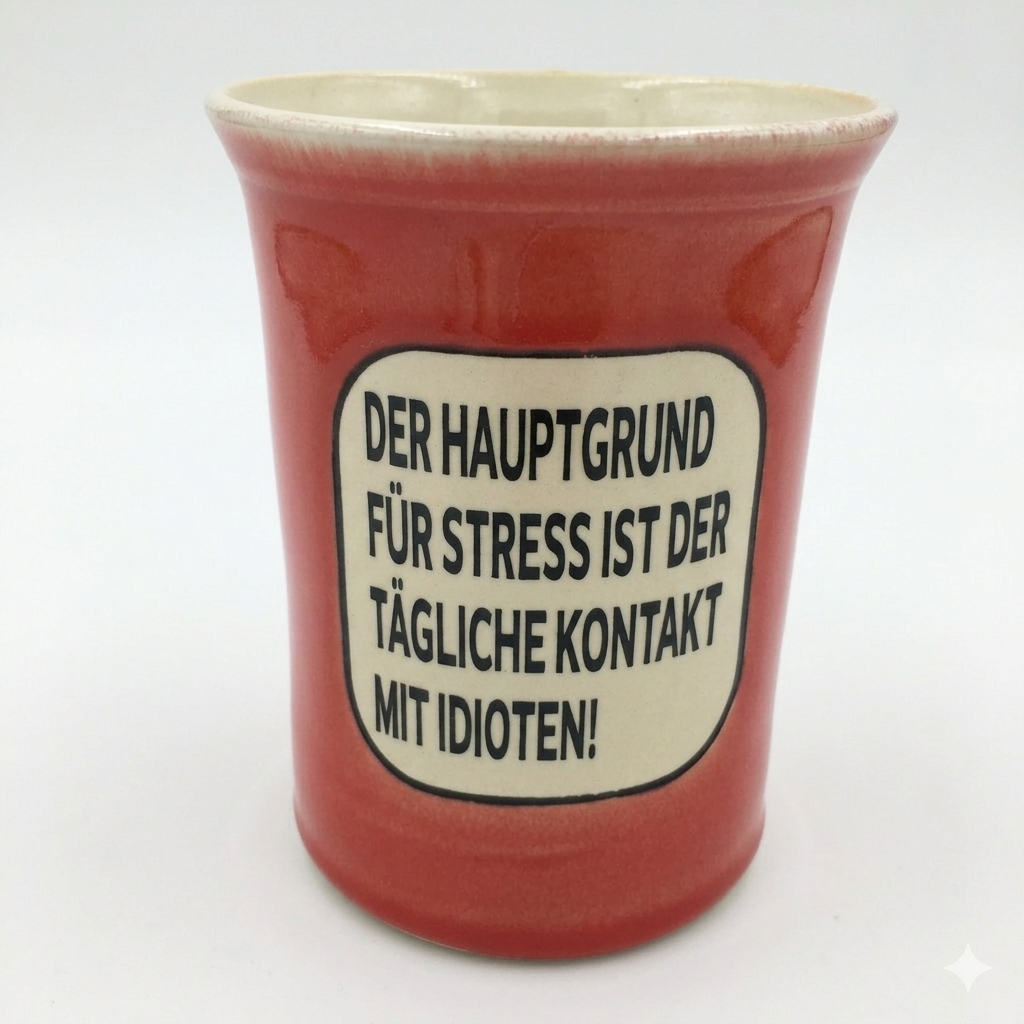 DER HAUPTGRUND
FÜR STRESS IST DER
TÄGLICHE KONTAKT
MIT IDIOTEN!